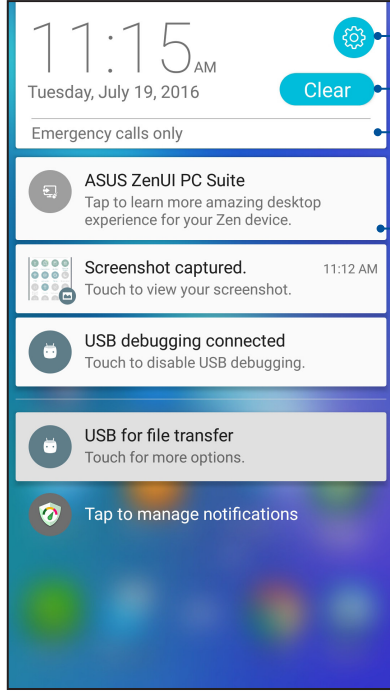 11:15 AM
Tuesday, July 19, 2016
Clear
Emergency calls only
ASUS ZenUI PC Suite
Tap to learn more amazing desktop
experience for your Zen device.
Screenshot captured. 11:12 AM
Touch to view your screenshot.
USB debugging connected
Touch to disable USB debugging.
USB for file transfer
Touch for more options.
Tap to manage notifications